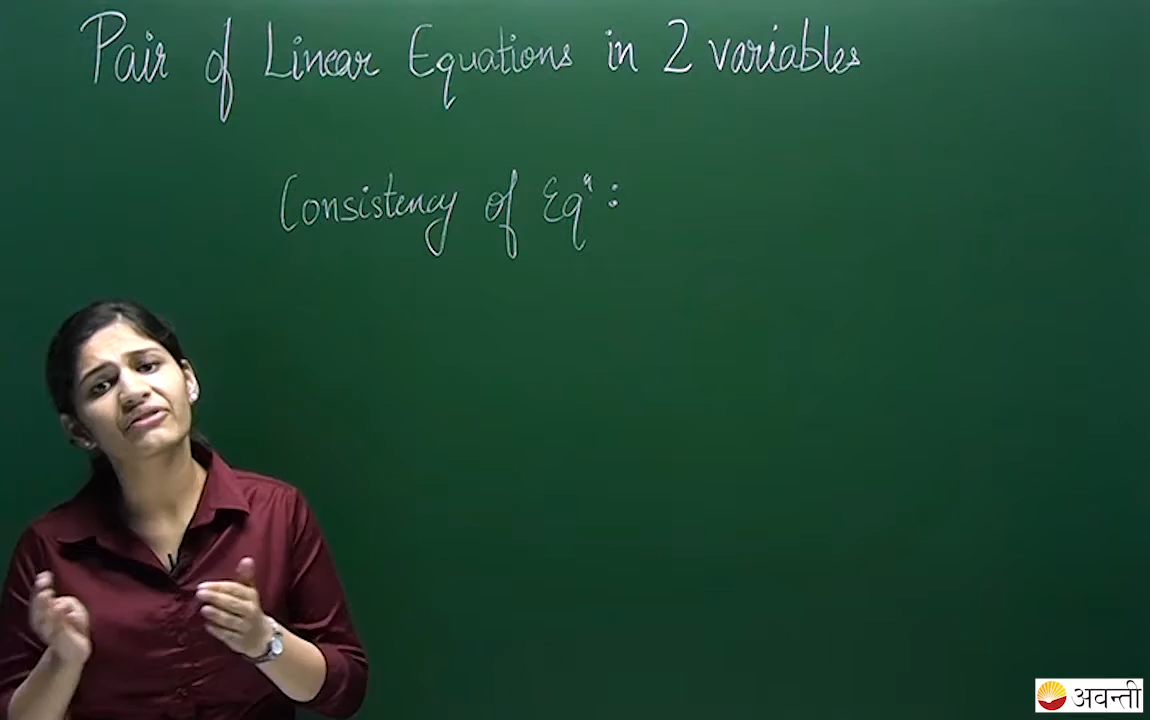 Pair of Linear Equations in 2 variables
Consistency of Eqⁿ :
अवन्ती